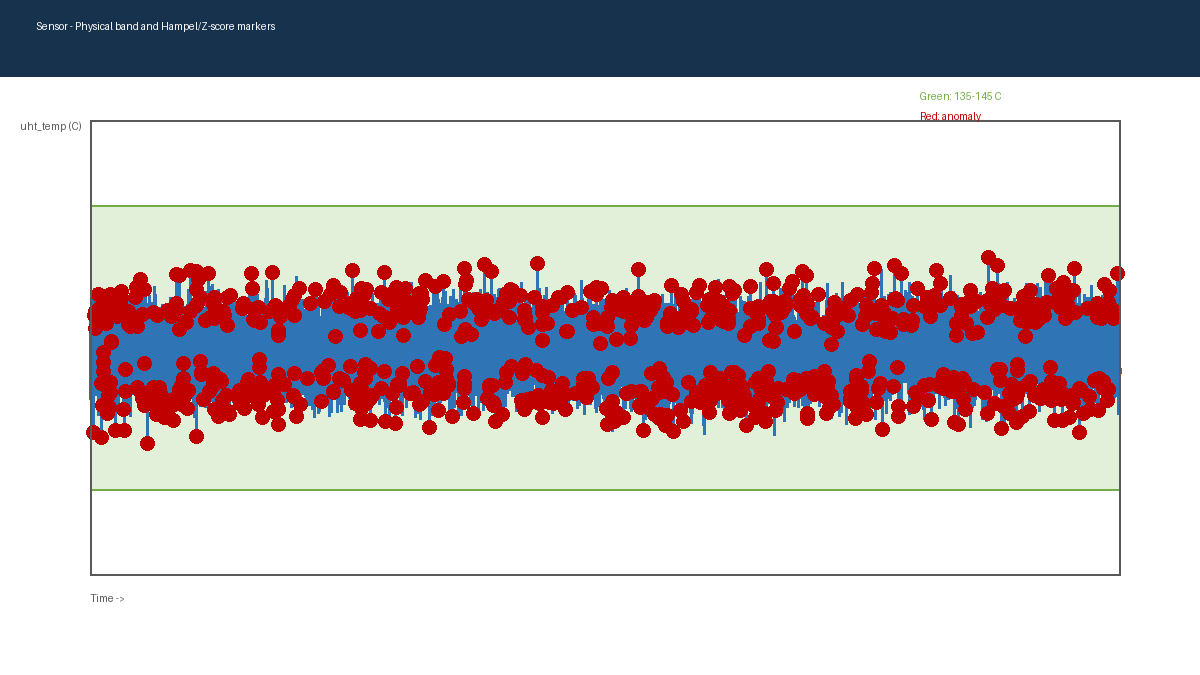 Sensor - Physical band and Hampel/Z-score markers
Green: 135-145 C
Red: anomaly
uht_temp (C)
Time ->